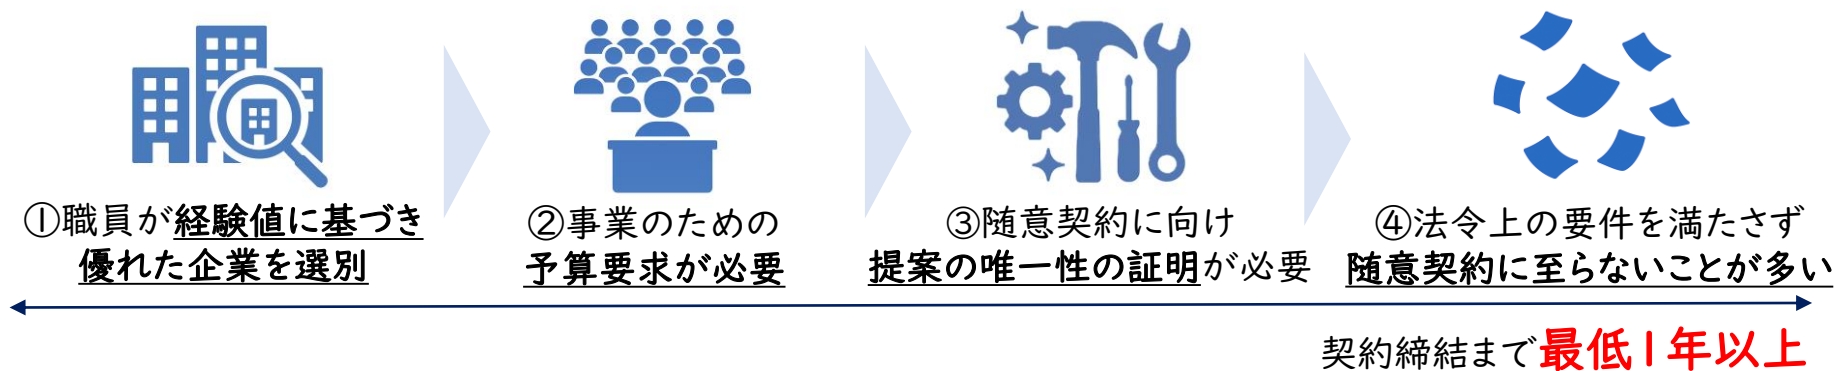 ①職員が経験値に基づき
優れた企業を選別
②事業のための
予算要求が必要
③随意契約に向け
提案の唯一性の証明が必要
④法令上の要件を満たさず
随意契約に至らないことが多い
契約締結まで最低1年以上